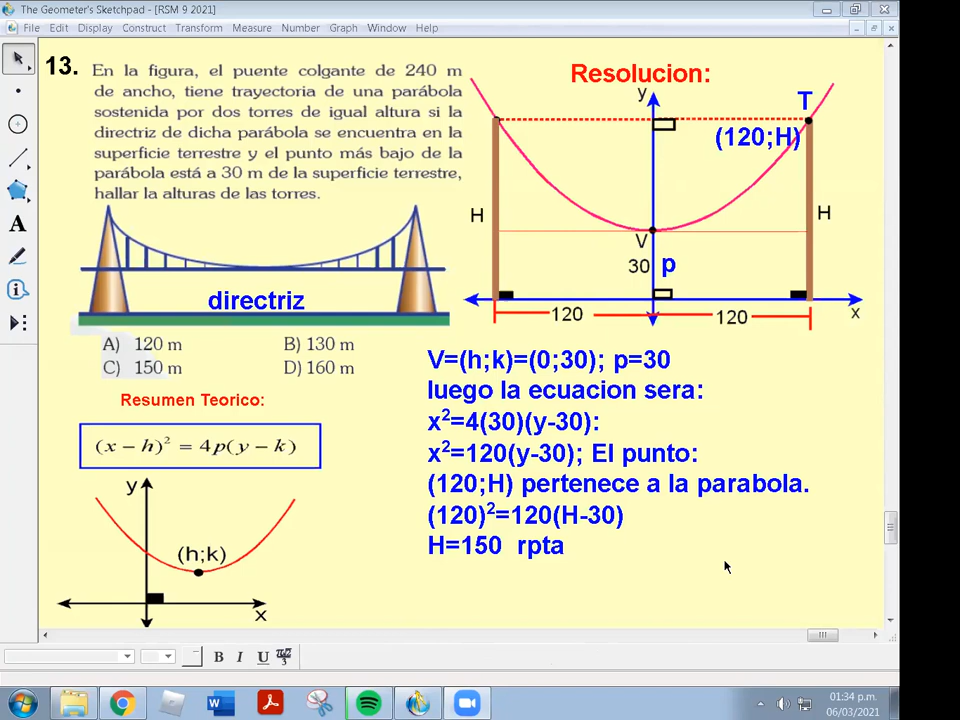 The Geometer's Sketchpad - [RSM 9 2021]
File Edit Display Construct Transform Measure Number Graph Window Help
13. En la figura, el puente colgante de 240 m
de ancho, tiene trayectoria de una parábola
sostenida por dos torres de igual altura si la
directriz de dicha parábola se encuentra en la
superficie terrestre y el punto más bajo de la
parábola está a 30 m de la superficie terrestre,
hallar la alturas de las torres.
directriz
A) 120 m B) 130 m
C) 150 m D) 160 m
Resumen Teorico:
(x − h)² = 4p(y − k)
y
(h;k)
x
Resolucion:
y
T
(120;H)
H
H
V
30 p
120
120
x
V=(h;k)=(0;30); p=30
luego la ecuacion sera:
x²=4(30)(y-30):
x²=120(y-30); El punto:
(120;H) pertenece a la parabola.
(120)²=120(H-30)
H=150 rpta
B I U
01:34 p.m.
06/03/2021